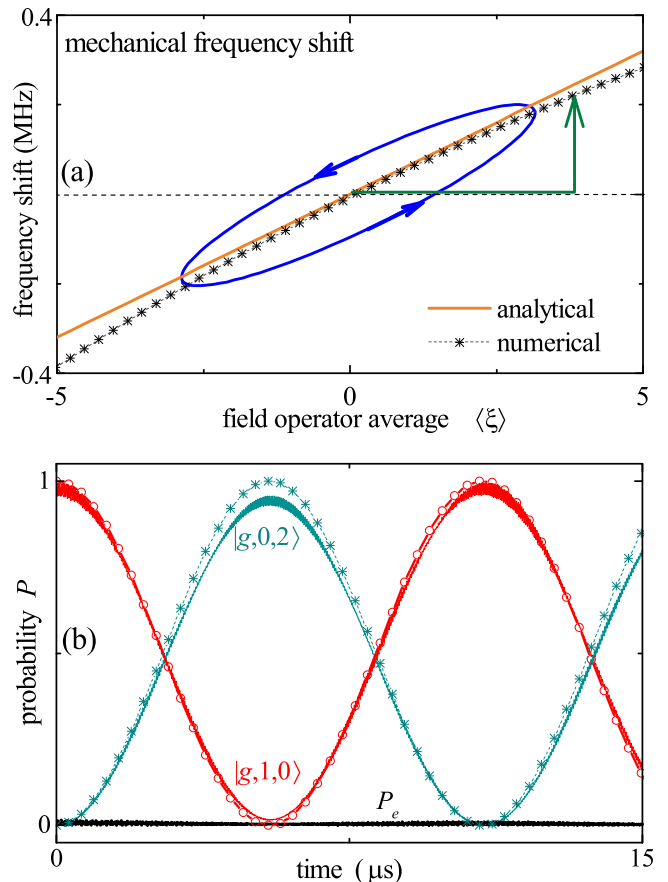 0.4
mechanical frequency shift
(a)
frequency shift (MHz)
analytical
numerical
-0.4
-5
0
5
field operator average ⟨ξ⟩
1
|g,0,2⟩
(b)
probability P
|g,1,0⟩
P_e
0
0
15
time ( μs)